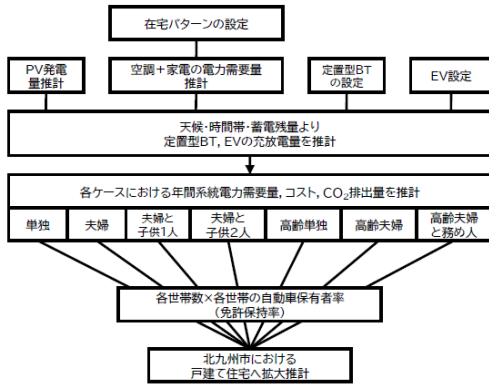 在宅パターンの設定
PV発電
量推計
空調＋家電の電力需要量
推計
定置型BT
の設定
EV設定
天候・時間帯・蓄電残量より
定置型BT, EVの充放電量を推計
各ケースにおける年間系統電力需要量, コスト, CO₂排出量を推計
単独
夫婦
夫婦と
子供1人
夫婦と
子供2人
高齢単独
高齢夫婦
高齢夫婦
と務め人
各世帯数×各世帯の自動車保有者率
（免許保持率）
北九州市における
戸建て住宅へ拡大推計